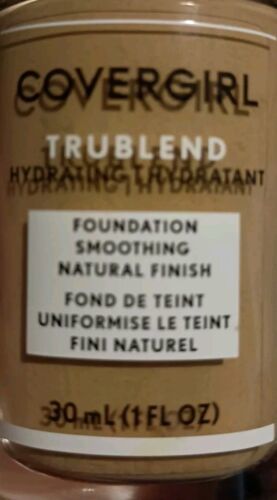 COVERGIRL
TRUBLEND
HYDRATING | HYDRATANT
FOUNDATION
SMOOTHING
NATURAL FINISH
FOND DE TEINT
UNIFORMISE LE TEINT
FINI NATUREL
30 mL (1 FL OZ)